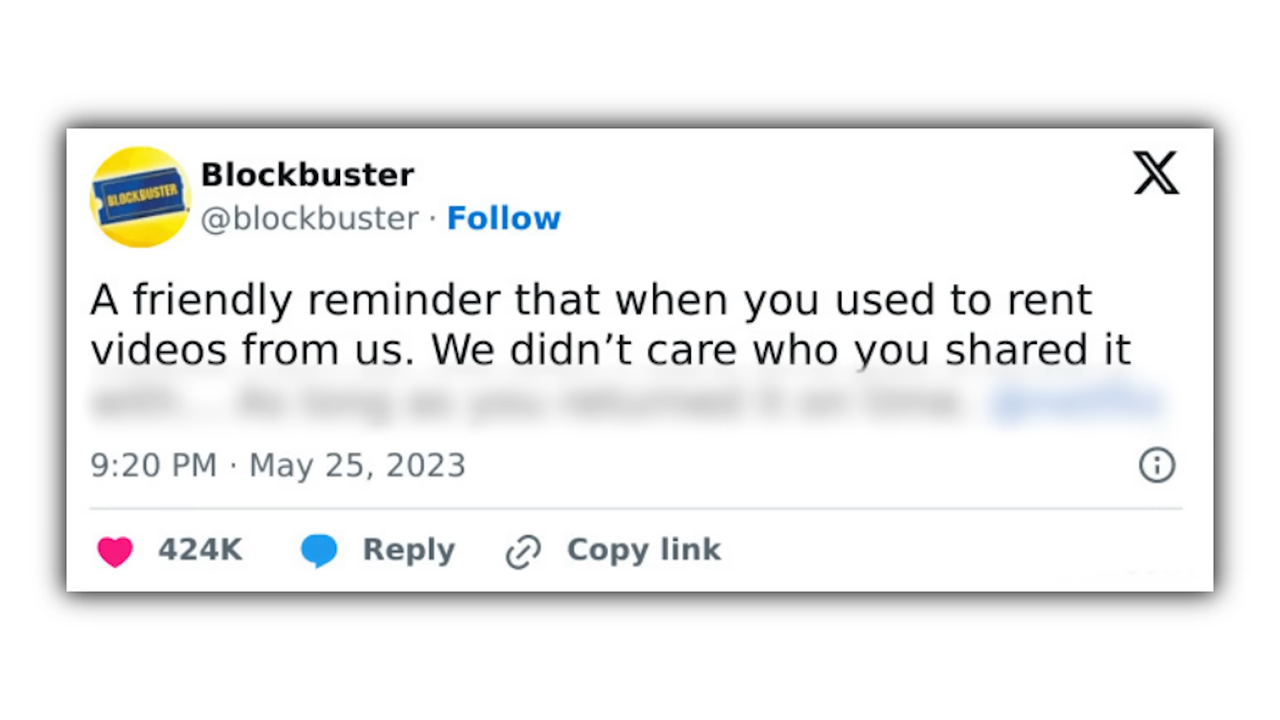 BLOCKBUSTER
Blockbuster
@blockbuster · Follow
A friendly reminder that when you used to rent
videos from us. We didn’t care who you shared it
9:20 PM · May 25, 2023
424K Reply Copy link